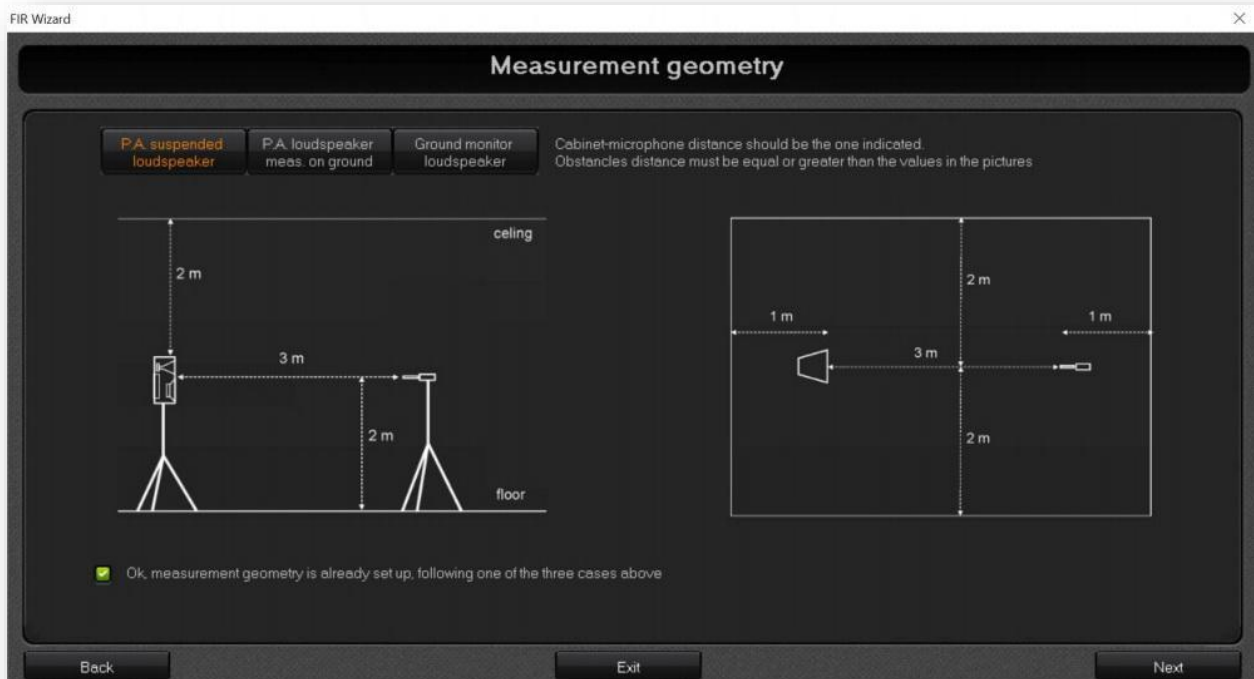 FIR Wizard
Measurement geometry
P.A. suspended
loudspeaker
P.A. loudspeaker
meas. on ground
Ground monitor
loudspeaker
Cabinet-microphone distance should be the one indicated.
Obstancles distance must be equal or greater than the values in the pictures
celing
2 m
3 m
2 m
floor
2 m
1 m
1 m
3 m
2 m
Ok, measurement geometry is already set up, following one of the three cases above
Back
Exit
Next